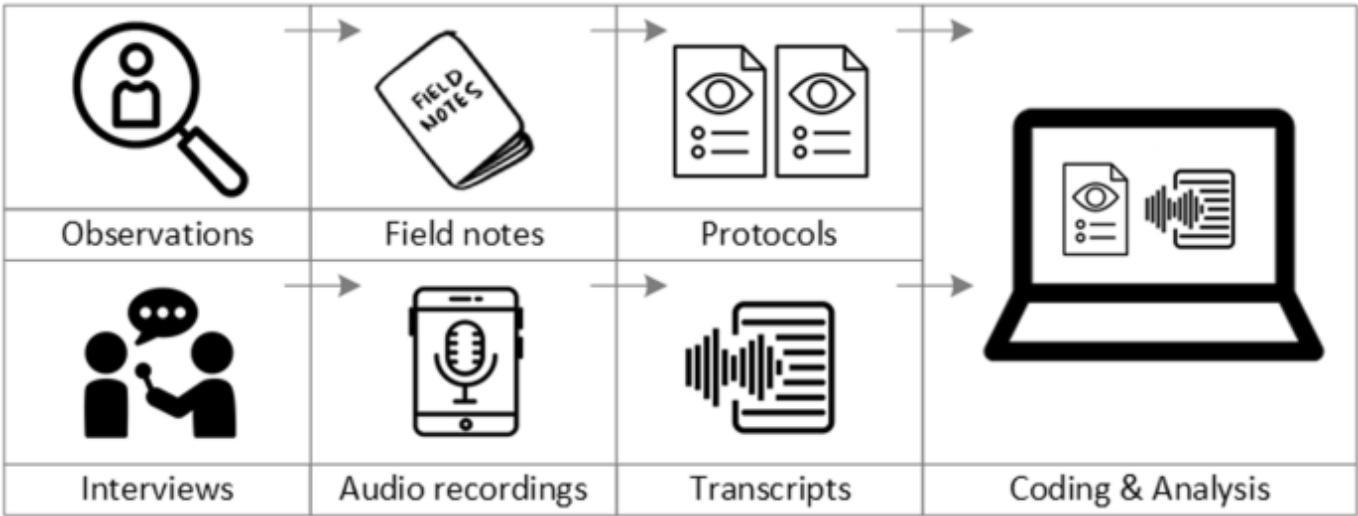 FIELD
NOTES
Observations
Field notes
Protocols
Interviews
Audio recordings
Transcripts
Coding & Analysis